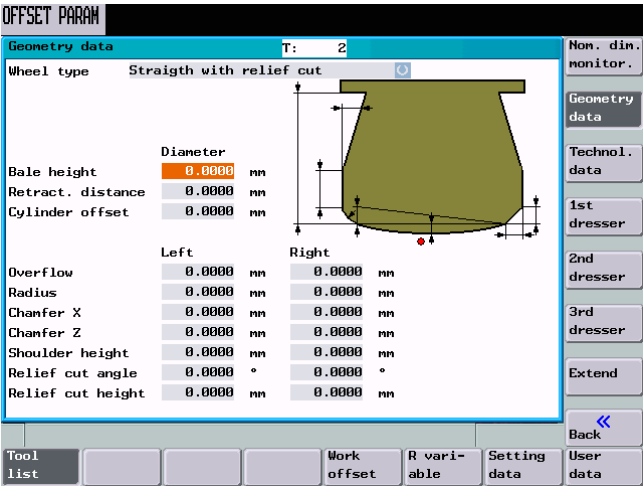 OFFSET PARAM
Geometry data T: 2
Wheel type Straigth with relief cut
Diameter
Bale height 0.0000 mm
Retract. distance 0.0000 mm
Cylinder offset 0.0000 mm
Left Right
Overflow 0.0000 mm 0.0000 mm
Radius 0.0000 mm 0.0000 mm
Chamfer X 0.0000 mm 0.0000 mm
Chamfer Z 0.0000 mm 0.0000 mm
Shoulder height 0.0000 mm 0.0000 mm
Relief cut angle 0.0000 ° 0.0000 °
Relief cut height 0.0000 mm 0.0000 mm
Nom. dim.
monitor.
Geometry
data
Technol.
data
1st
dresser
2nd
dresser
3rd
dresser
Extend
«
Back
Tool
list
Work
offset
R vari-
able
Setting
data
User
data